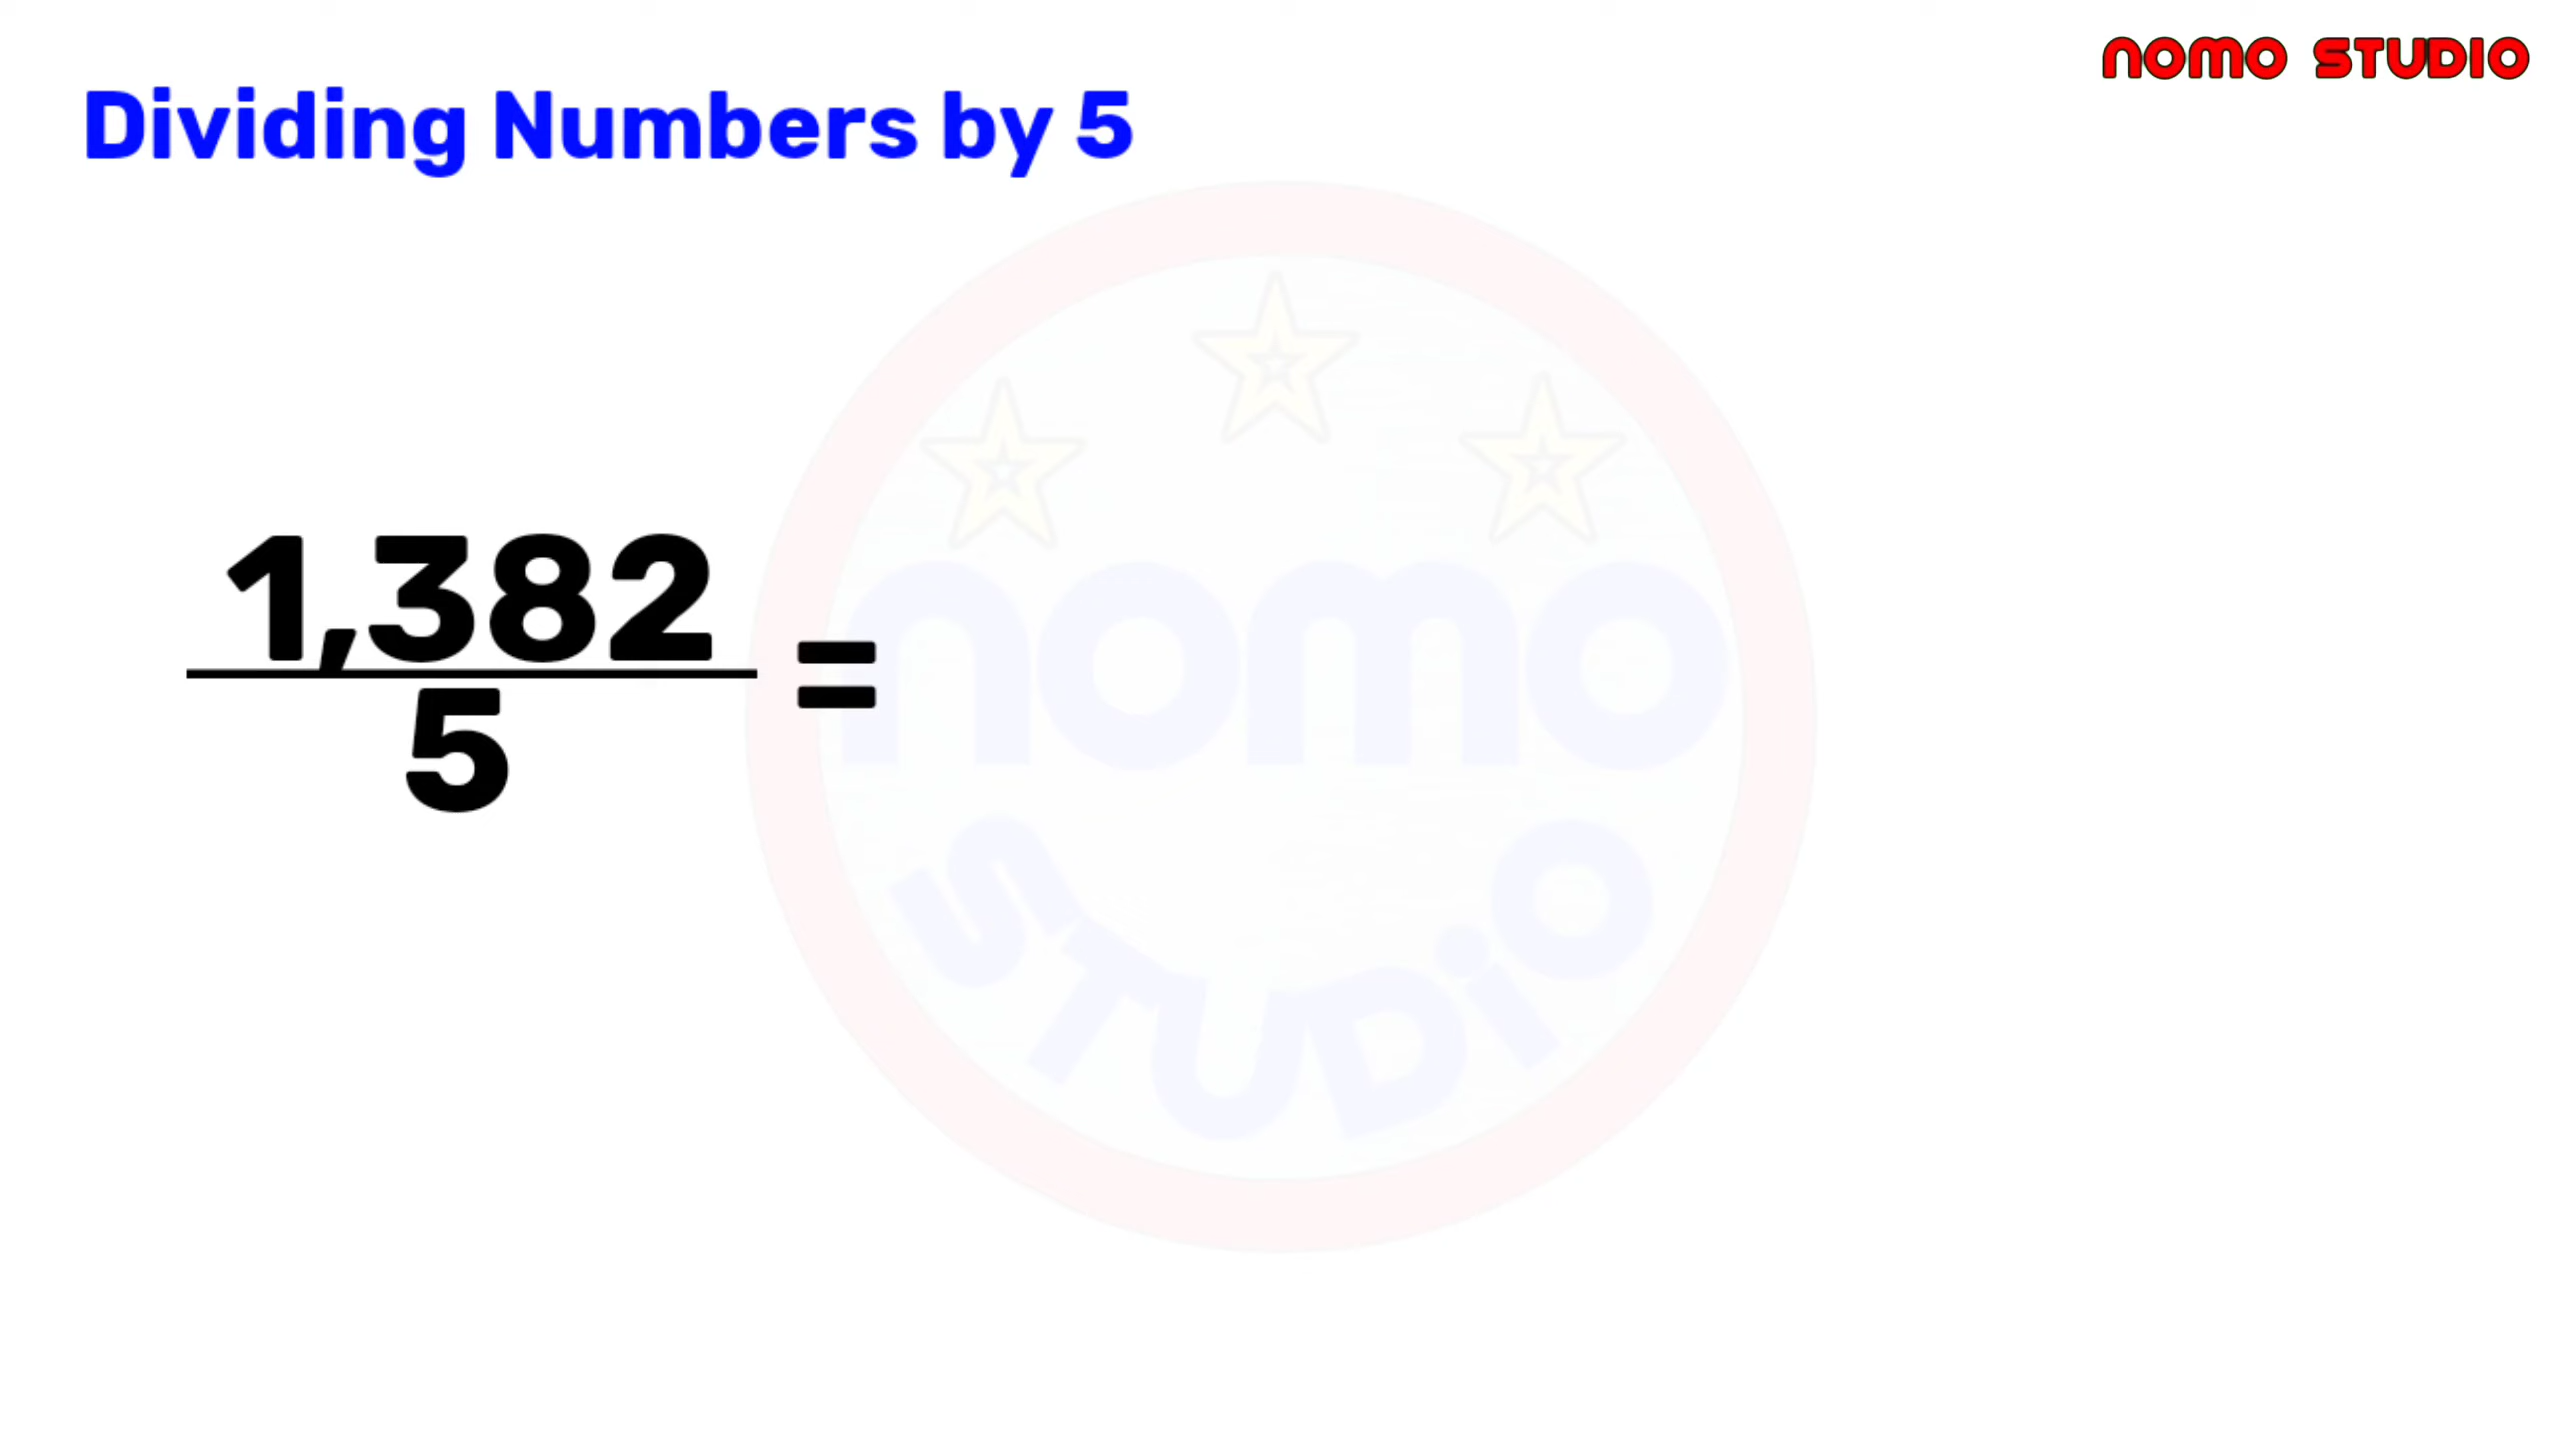 nomo STUDIO
Dividing Numbers by 5
1,382
5
=
nomo
STUDiO